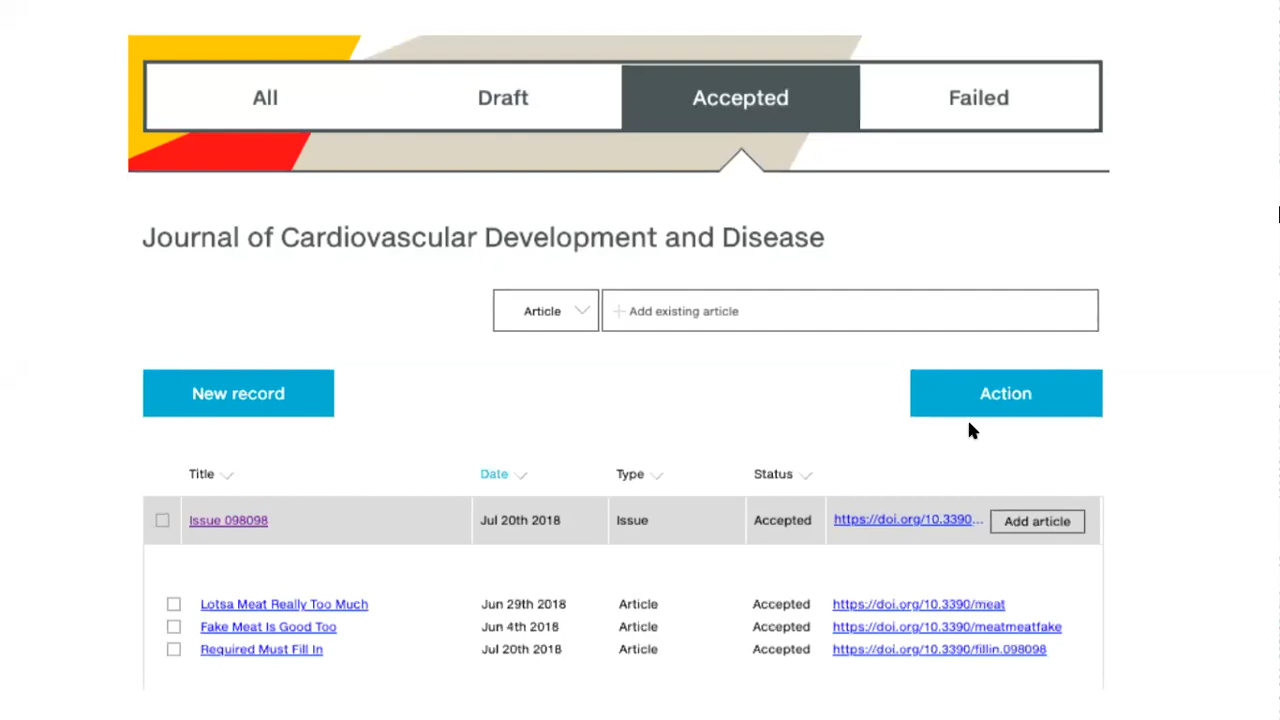 All Draft Accepted Failed
Journal of Cardiovascular Development and Disease
Article Add existing article
New record Action
Title Date Type Status
Issue 098098 Jul 20th 2018 Issue Accepted https://doi.org/10.3390... Add article
Lotsa Meat Really Too Much Jun 29th 2018 Article Accepted https://doi.org/10.3390/meat
Fake Meat Is Good Too Jun 4th 2018 Article Accepted https://doi.org/10.3390/meatmeatfake
Required Must Fill In Jul 20th 2018 Article Accepted https://doi.org/10.3390/fillin.098098